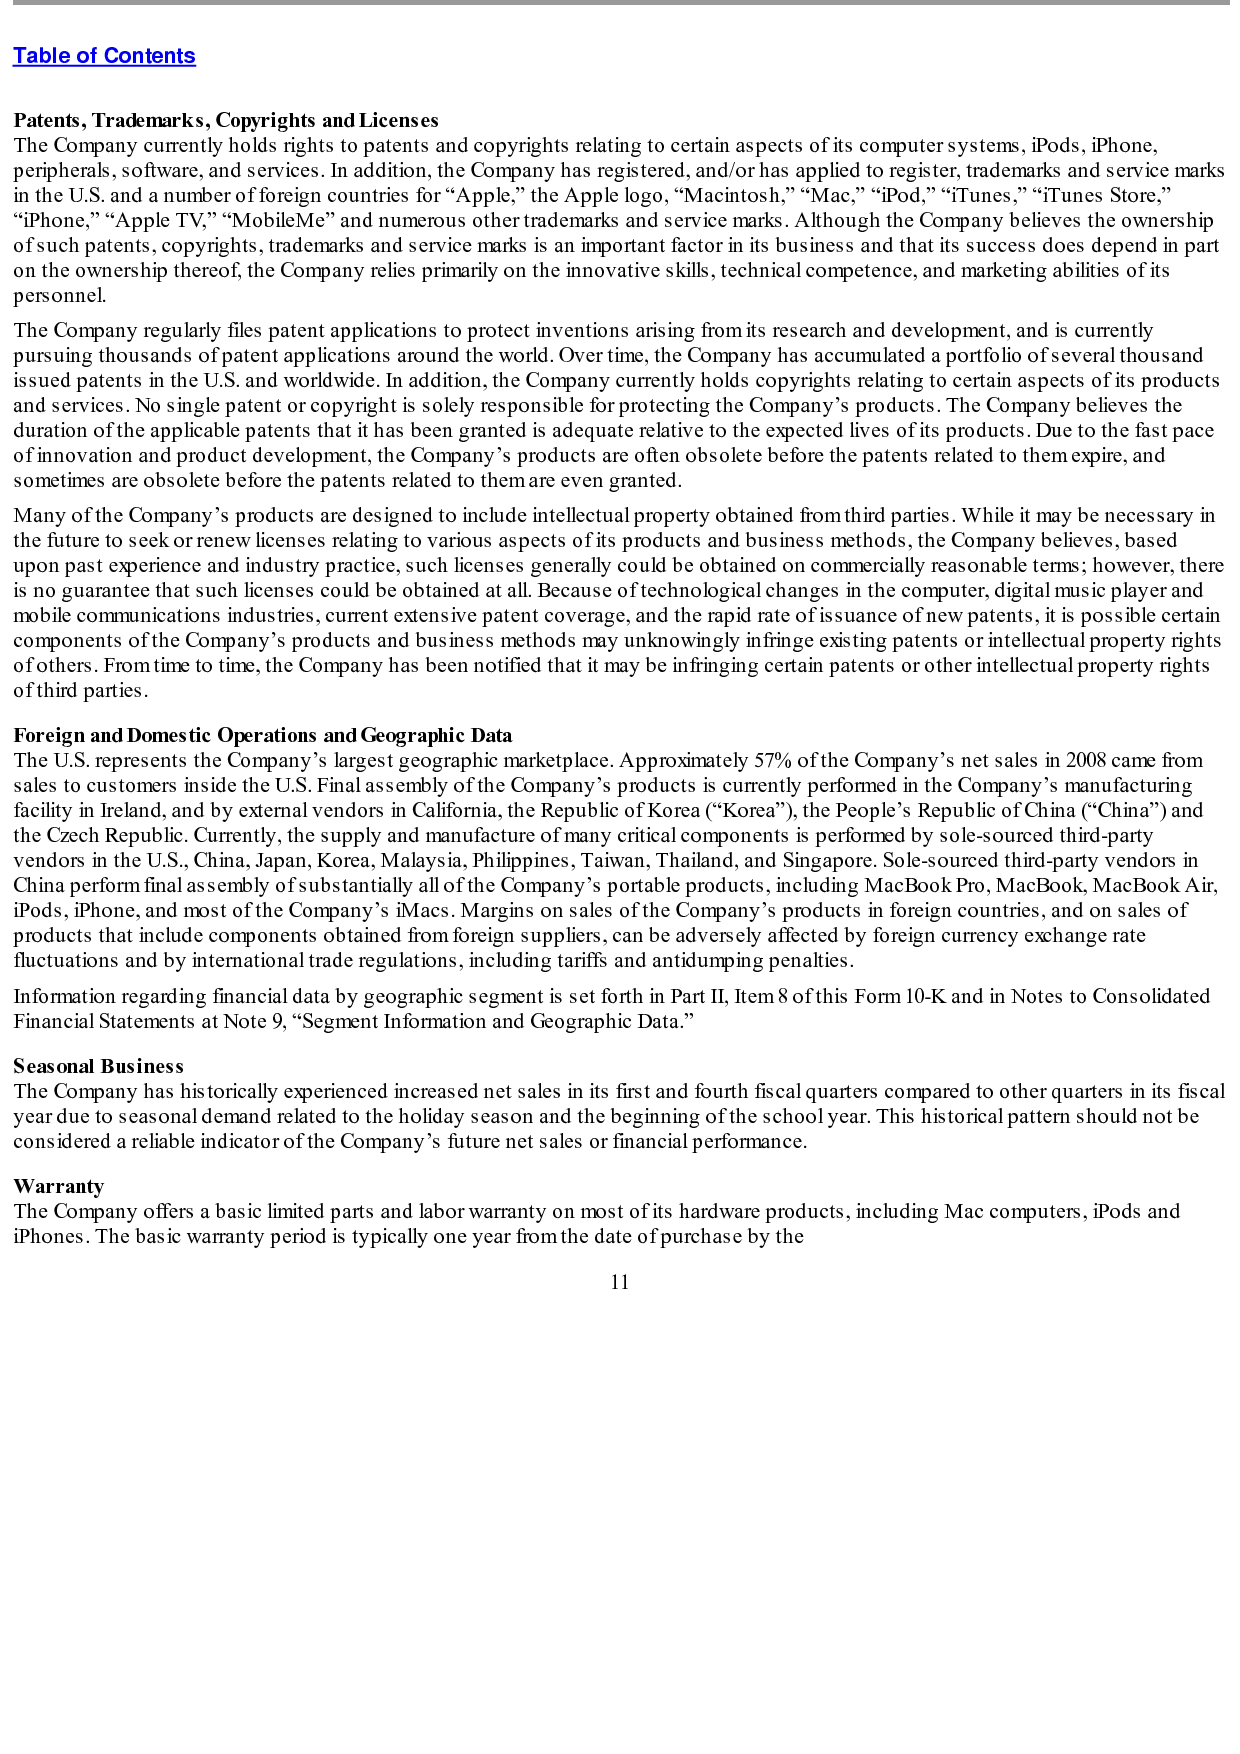 Table of Contents
Patents, Trademarks, Copyrights and Licenses
The Company currently holds rights to patents and copyrights relating to certain aspects of its computer systems, iPods, iPhone,
peripherals, software, and services. In addition, the Company has registered, and/or has applied to register, trademarks and service marks
in the U.S. and a number of foreign countries for “Apple,” the Apple logo, “Macintosh,” “Mac,” “iPod,” “iTunes,” “iTunes Store,”
“iPhone,” “Apple TV,” “MobileMe” and numerous other trademarks and service marks. Although the Company believes the ownership
of such patents, copyrights, trademarks and service marks is an important factor in its business and that its success does depend in part
on the ownership thereof, the Company relies primarily on the innovative skills, technical competence, and marketing abilities of its
personnel.
The Company regularly files patent applications to protect inventions arising from its research and development, and is currently
pursuing thousands of patent applications around the world. Over time, the Company has accumulated a portfolio of several thousand
issued patents in the U.S. and worldwide. In addition, the Company currently holds copyrights relating to certain aspects of its products
and services. No single patent or copyright is solely responsible for protecting the Company’s products. The Company believes the
duration of the applicable patents that it has been granted is adequate relative to the expected lives of its products. Due to the fast pace
of innovation and product development, the Company’s products are often obsolete before the patents related to them expire, and
sometimes are obsolete before the patents related to them are even granted.
Many of the Company’s products are designed to include intellectual property obtained from third parties. While it may be necessary in
the future to seek or renew licenses relating to various aspects of its products and business methods, the Company believes, based
upon past experience and industry practice, such licenses generally could be obtained on commercially reasonable terms; however, there
is no guarantee that such licenses could be obtained at all. Because of technological changes in the computer, digital music player and
mobile communications industries, current extensive patent coverage, and the rapid rate of issuance of new patents, it is possible certain
components of the Company’s products and business methods may unknowingly infringe existing patents or intellectual property rights
of others. From time to time, the Company has been notified that it may be infringing certain patents or other intellectual property rights
of third parties.
Foreign and Domestic Operations and Geographic Data
The U.S. represents the Company’s largest geographic marketplace. Approximately 57% of the Company’s net sales in 2008 came from
sales to customers inside the U.S. Final assembly of the Company’s products is currently performed in the Company’s manufacturing
facility in Ireland, and by external vendors in California, the Republic of Korea (“Korea”), the People’s Republic of China (“China”) and
the Czech Republic. Currently, the supply and manufacture of many critical components is performed by sole-sourced third-party
vendors in the U.S., China, Japan, Korea, Malaysia, Philippines, Taiwan, Thailand, and Singapore. Sole-sourced third-party vendors in
China perform final assembly of substantially all of the Company’s portable products, including MacBook Pro, MacBook, MacBook Air,
iPods, iPhone, and most of the Company’s iMacs. Margins on sales of the Company’s products in foreign countries, and on sales of
products that include components obtained from foreign suppliers, can be adversely affected by foreign currency exchange rate
fluctuations and by international trade regulations, including tariffs and antidumping penalties.
Information regarding financial data by geographic segment is set forth in Part II, Item 8 of this Form 10-K and in Notes to Consolidated
Financial Statements at Note 9, “Segment Information and Geographic Data.”
Seasonal Business
The Company has historically experienced increased net sales in its first and fourth fiscal quarters compared to other quarters in its fiscal
year due to seasonal demand related to the holiday season and the beginning of the school year. This historical pattern should not be
considered a reliable indicator of the Company’s future net sales or financial performance.
Warranty
The Company offers a basic limited parts and labor warranty on most of its hardware products, including Mac computers, iPods and
iPhones. The basic warranty period is typically one year from the date of purchase by the
11